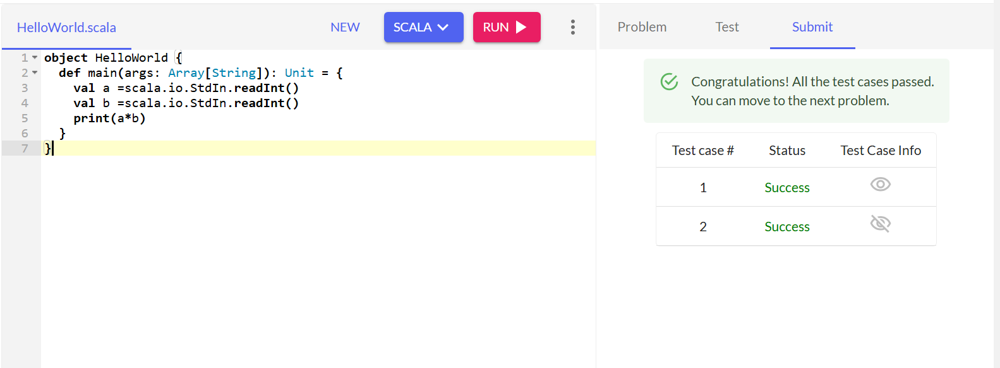 HelloWorld.scala NEW SCALA RUN
1 object HelloWorld {
2 def main(args: Array[String]): Unit = {
3 val a =scala.io.StdIn.readInt()
4 val b =scala.io.StdIn.readInt()
5 print(a*b)
6 }
7 }
Problem Test Submit
Congratulations! All the test cases passed.
You can move to the next problem.
Test case # Status Test Case Info
1 Success
2 Success